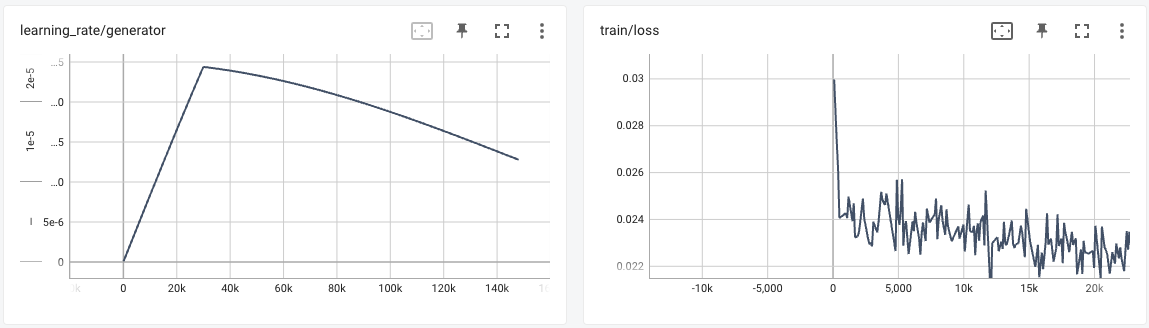 learning_rate/generator
2e-5
1e-5
...5
...0
...5
...0
5e-6
0
0 20k 40k 60k 80k 100k 120k 140k
train/loss
0.03
0.028
0.026
0.024
0.022
-10k -5,000 0 5,000 10k 15k 20k